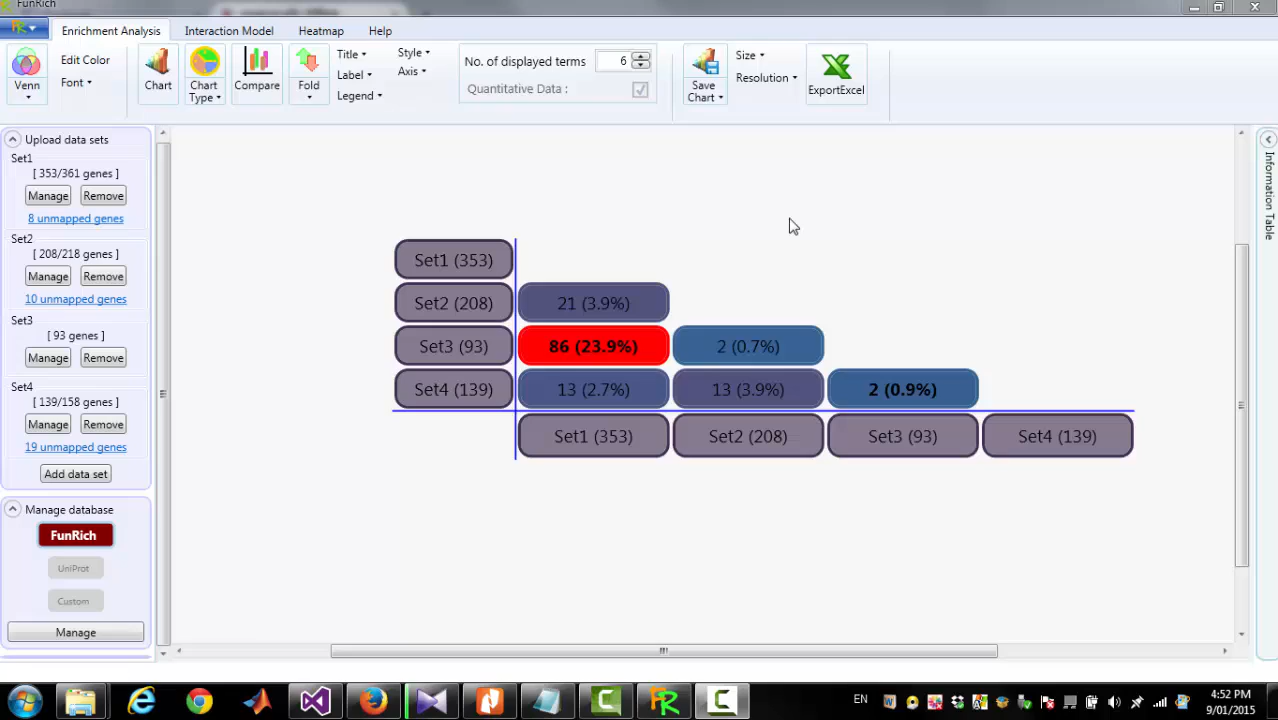 FunRich
Enrichment Analysis
Interaction Model
Heatmap
Help
Venn
Edit Color
Font
Chart
Chart
Type
Compare
Fold
Title
Label
Legend
Style
Axis
No. of displayed terms 6
Quantitative Data :
Save
Chart
Size
Resolution
ExportExcel
Upload data sets
Set1
[ 353/361 genes ]
Manage Remove
8 unmapped genes
Set2
[ 208/218 genes ]
Manage Remove
10 unmapped genes
Set3
[ 93 genes ]
Manage Remove
Set4
[ 139/158 genes ]
Manage Remove
19 unmapped genes
Add data set
Manage database
FunRich
UniProt
Custom
Manage
Set1 (353)
Set2 (208) 21 (3.9%)
Set3 (93) 86 (23.9%) 2 (0.7%)
Set4 (139) 13 (2.7%) 13 (3.9%) 2 (0.9%)
Set1 (353) Set2 (208) Set3 (93) Set4 (139)
Information Table
EN
4:52 PM
9/01/2015